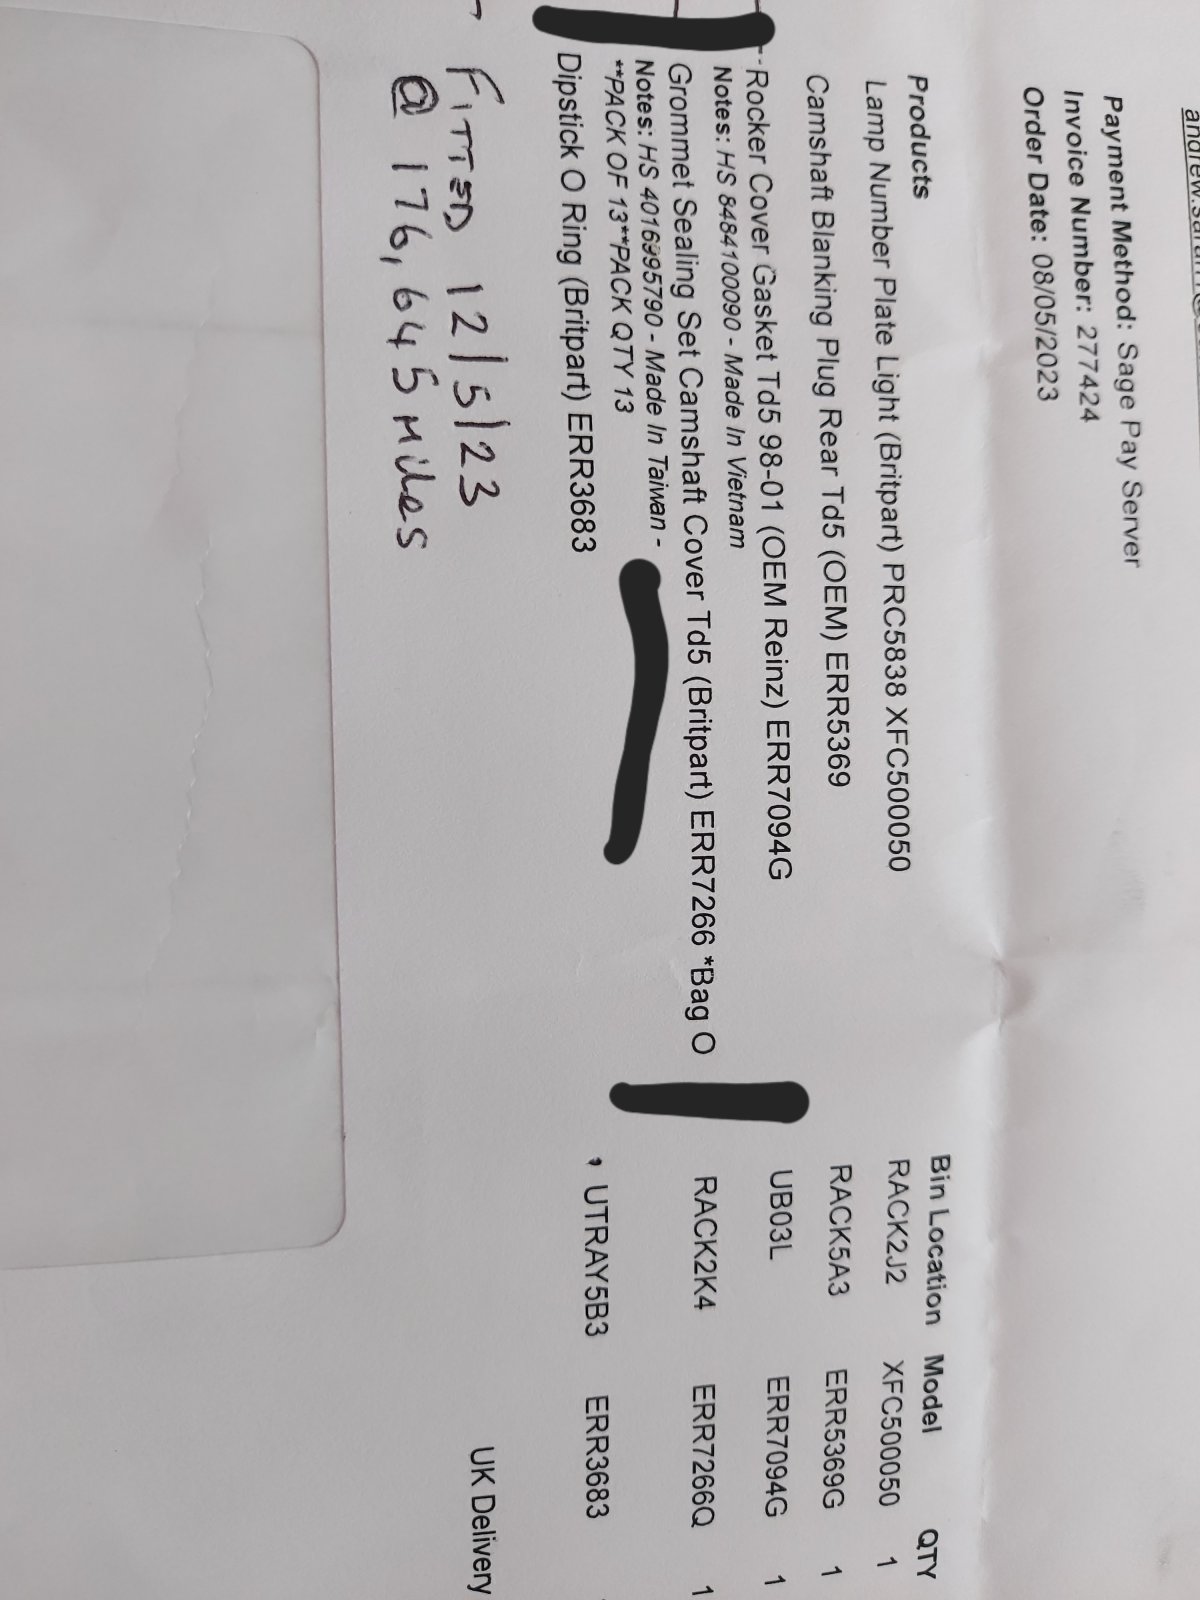 Payment Method: Sage Pay Server
Invoice Number: 277424
Order Date: 08/05/2023
Products Bin Location Model QTY
Lamp Number Plate Light (Britpart) PRC5838 XFC500050 RACK2J2 XFC500050 1
Camshaft Blanking Plug Rear Td5 (OEM) ERR5369 RACK5A3 ERR5369G 1
Rocker Cover Gasket Td5 98-01 (OEM Reinz) ERR7094G UB03L ERR7094G 1
Notes: HS 8484100090 - Made In Vietnam
Grommet Sealing Set Camshaft Cover Td5 (Britpart) ERR7266 *Bag O RACK2K4 ERR7266Q 1
Notes: HS 4016995790 - Made In Taiwan -
**PACK OF 13**PACK QTY 13
Dipstick O Ring (Britpart) ERR3683 UTRAY5B3 ERR3683
UK Delivery
FITTED 12/5/23
@ 176,645 miles